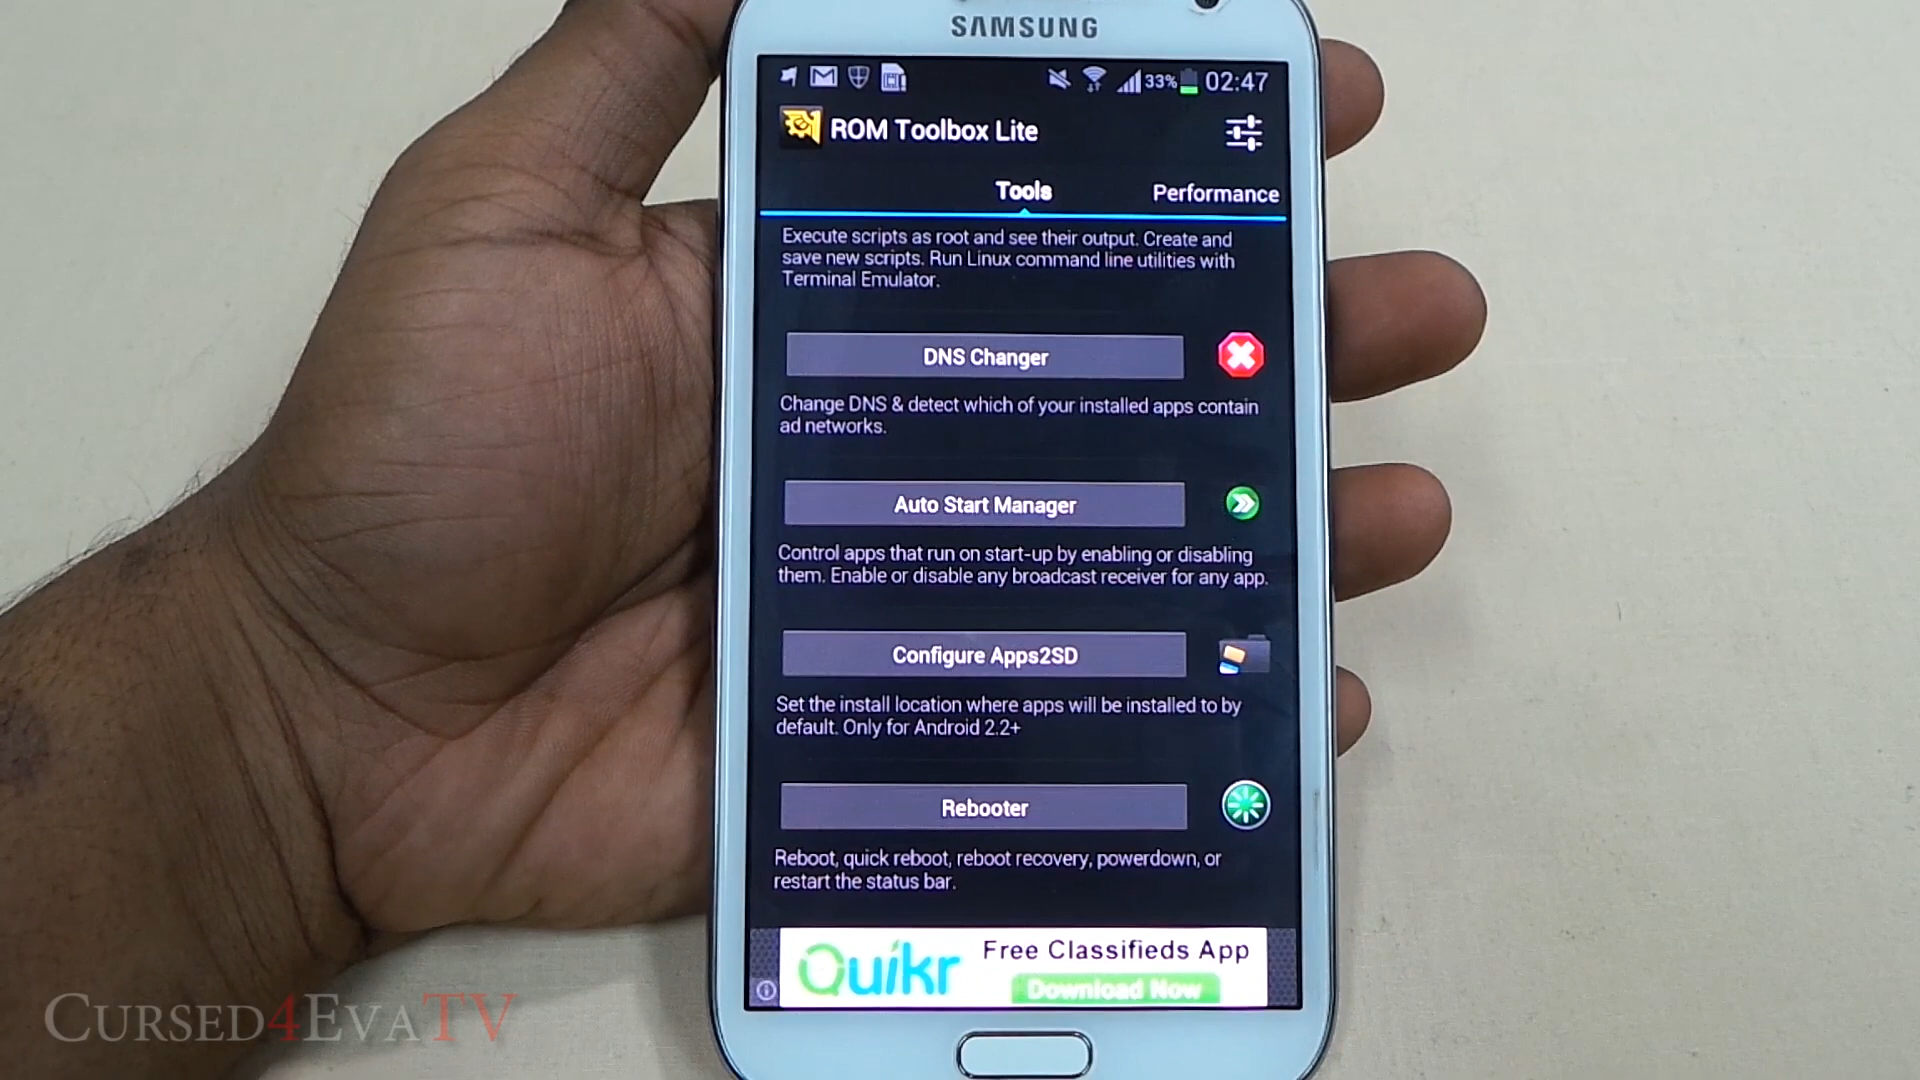 SAMSUNG
33% 02:47
ROM Toolbox Lite
Tools Performance
Execute scripts as root and see their output. Create and
save new scripts. Run Linux command line utilities with
Terminal Emulator.
DNS Changer
Change DNS & detect which of your installed apps contain
ad networks.
Auto Start Manager
Control apps that run on start-up by enabling or disabling
them. Enable or disable any broadcast receiver for any app.
Configure Apps2SD
Set the install location where apps will be installed to by
default. Only for Android 2.2+
Rebooter
Reboot, quick reboot, reboot recovery, powerdown, or
restart the status bar.
Quikr Free Classifieds App
Download Now
CURSED4EVATV